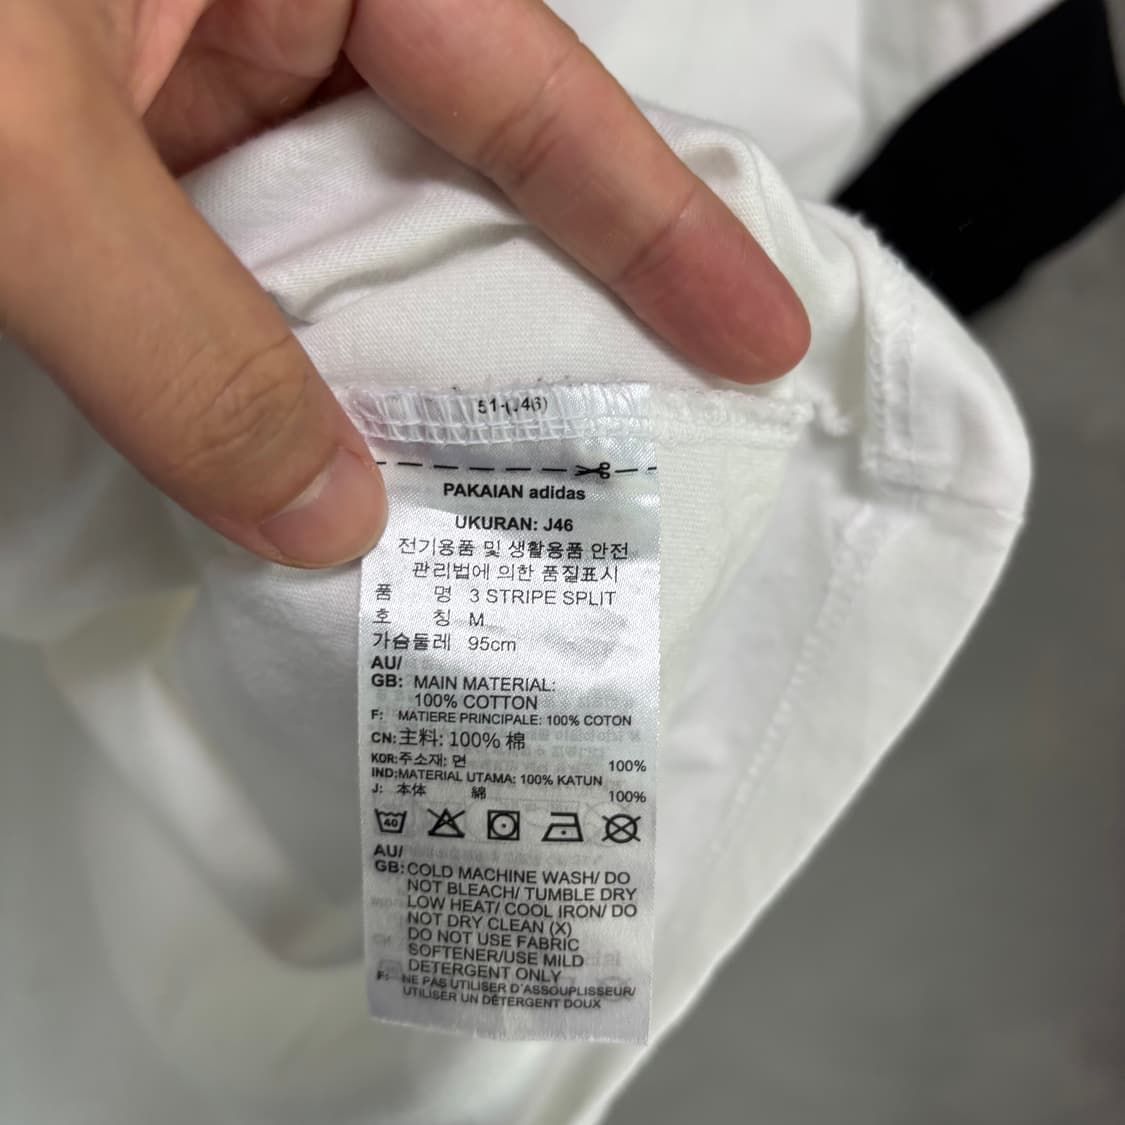 51-(J46)
PAKAIAN adidas
UKURAN: J46
전기용품 및 생활용품 안전
관리법에 의한 품질표시
품 명 3 STRIPE SPLIT
호 칭 M
가슴둘레 95cm
AU/
GB: MAIN MATERIAL:
100% COTTON
F: MATIERE PRINCIPALE: 100% COTON
CN:主料: 100% 棉
KOR:주소재: 면 100%
IND:MATERIAL UTAMA: 100% KATUN
J: 本体 綿 100%
40
AU/
GB:COLD MACHINE WASH/ DO
NOT BLEACH/ TUMBLE DRY
LOW HEAT/ COOL IRON/ DO
NOT DRY CLEAN (X)
DO NOT USE FABRIC
SOFTENER/USE MILD
DETERGENT ONLY
F: NE PAS UTILISER D'ASSOUPLISSEUR/
UTILISER UN DÉTERGENT DOUX